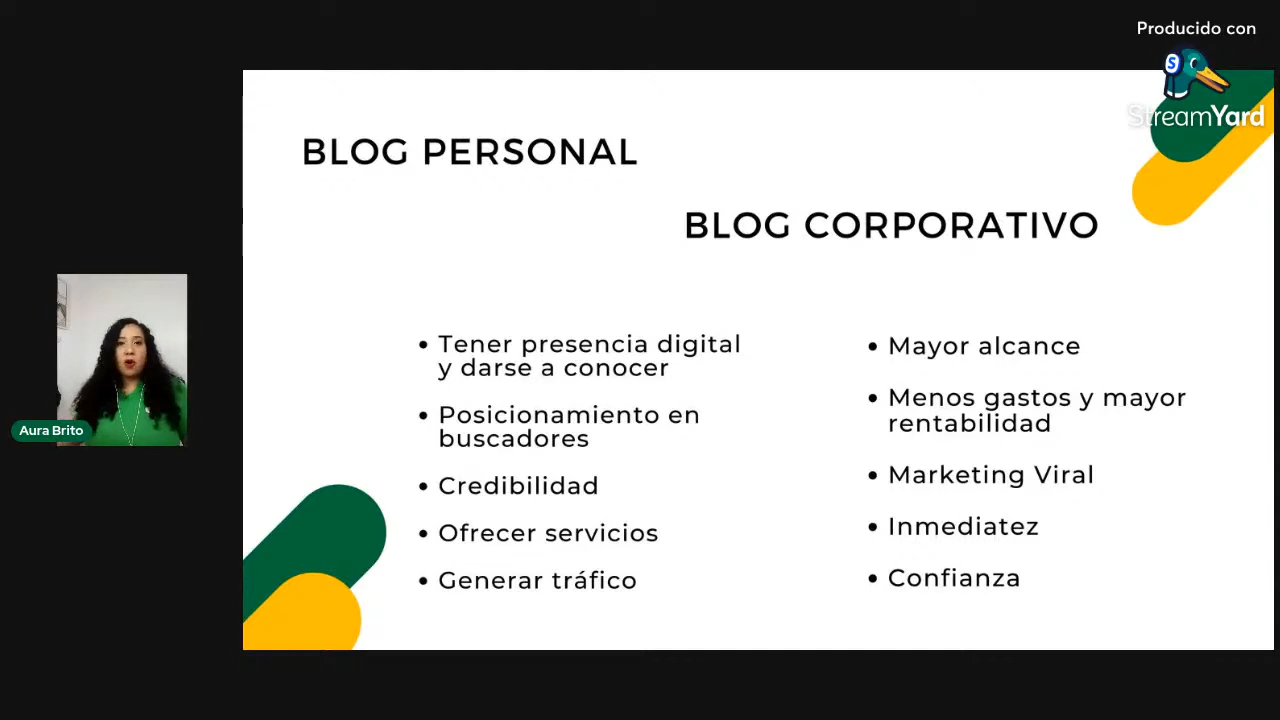 Producido con
StreamYard
BLOG PERSONAL
BLOG CORPORATIVO
• Tener presencia digital
y darse a conocer
• Posicionamiento en
buscadores
• Credibilidad
• Ofrecer servicios
• Generar tráfico
• Mayor alcance
• Menos gastos y mayor
rentabilidad
• Marketing Viral
• Inmediatez
• Confianza
Aura Brito